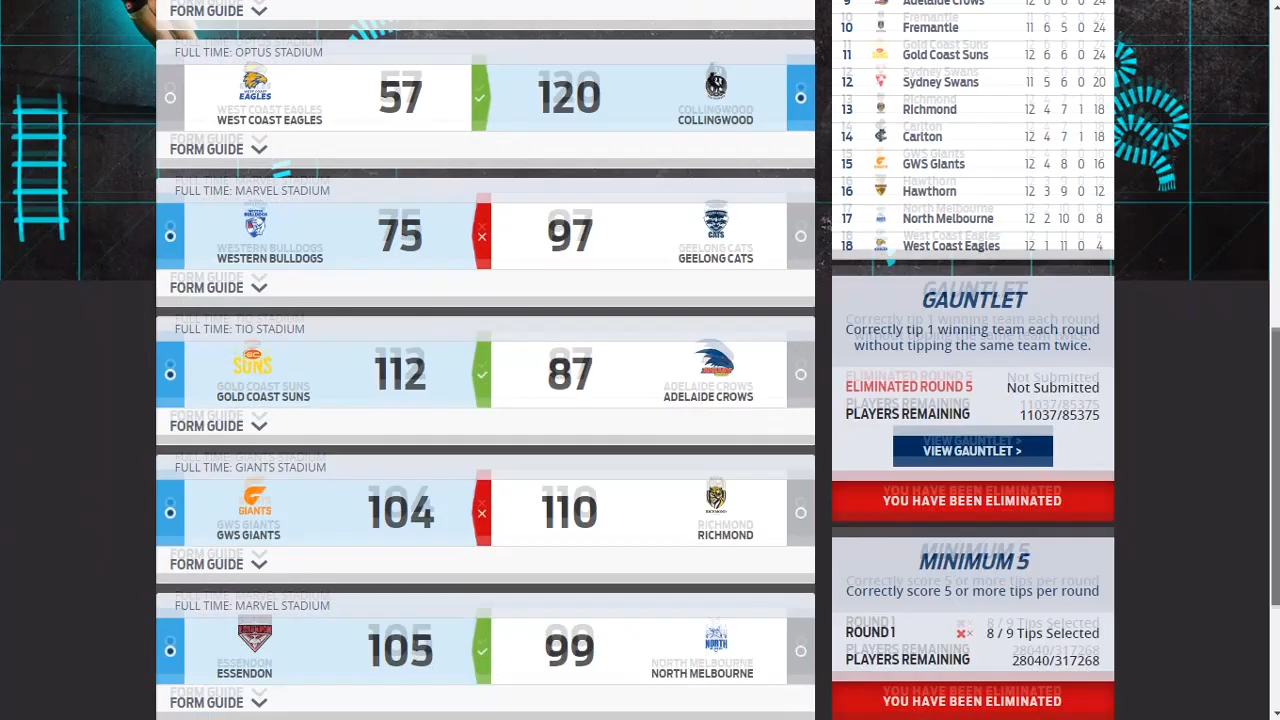 FORM GUIDE
FULL TIME: OPTUS STADIUM
57
120
WEST COAST EAGLES
COLLINGWOOD
FORM GUIDE
FULL TIME: MARVEL STADIUM
75
97
WESTERN BULLDOGS
GEELONG CATS
FORM GUIDE
FULL TIME: TIO STADIUM
112
87
GOLD COAST SUNS
ADELAIDE CROWS
FORM GUIDE
FULL TIME: GIANTS STADIUM
104
110
GWS GIANTS
RICHMOND
FORM GUIDE
FULL TIME: MARVEL STADIUM
105
99
ESSENDON
NORTH MELBOURNE
FORM GUIDE
9 Adelaide Crows 12 6 6 0 24
10 Fremantle 11 6 5 0 24
11 Gold Coast Suns 12 6 6 0 24
12 Sydney Swans 11 5 6 0 20
13 Richmond 12 4 7 1 18
14 Carlton 12 4 7 1 18
15 GWS Giants 12 4 8 0 16
16 Hawthorn 12 3 9 0 12
17 North Melbourne 12 2 10 0 8
18 West Coast Eagles 12 1 11 0 4
GAUNTLET
Correctly tip 1 winning team each round
without tipping the same team twice.
ELIMINATED ROUND 5 Not Submitted
PLAYERS REMAINING 11037/85375
VIEW GAUNTLET >
YOU HAVE BEEN ELIMINATED
MINIMUM 5
Correctly score 5 or more tips per round
ROUND 1 8 / 9 Tips Selected
PLAYERS REMAINING 28040/317268
YOU HAVE BEEN ELIMINATED